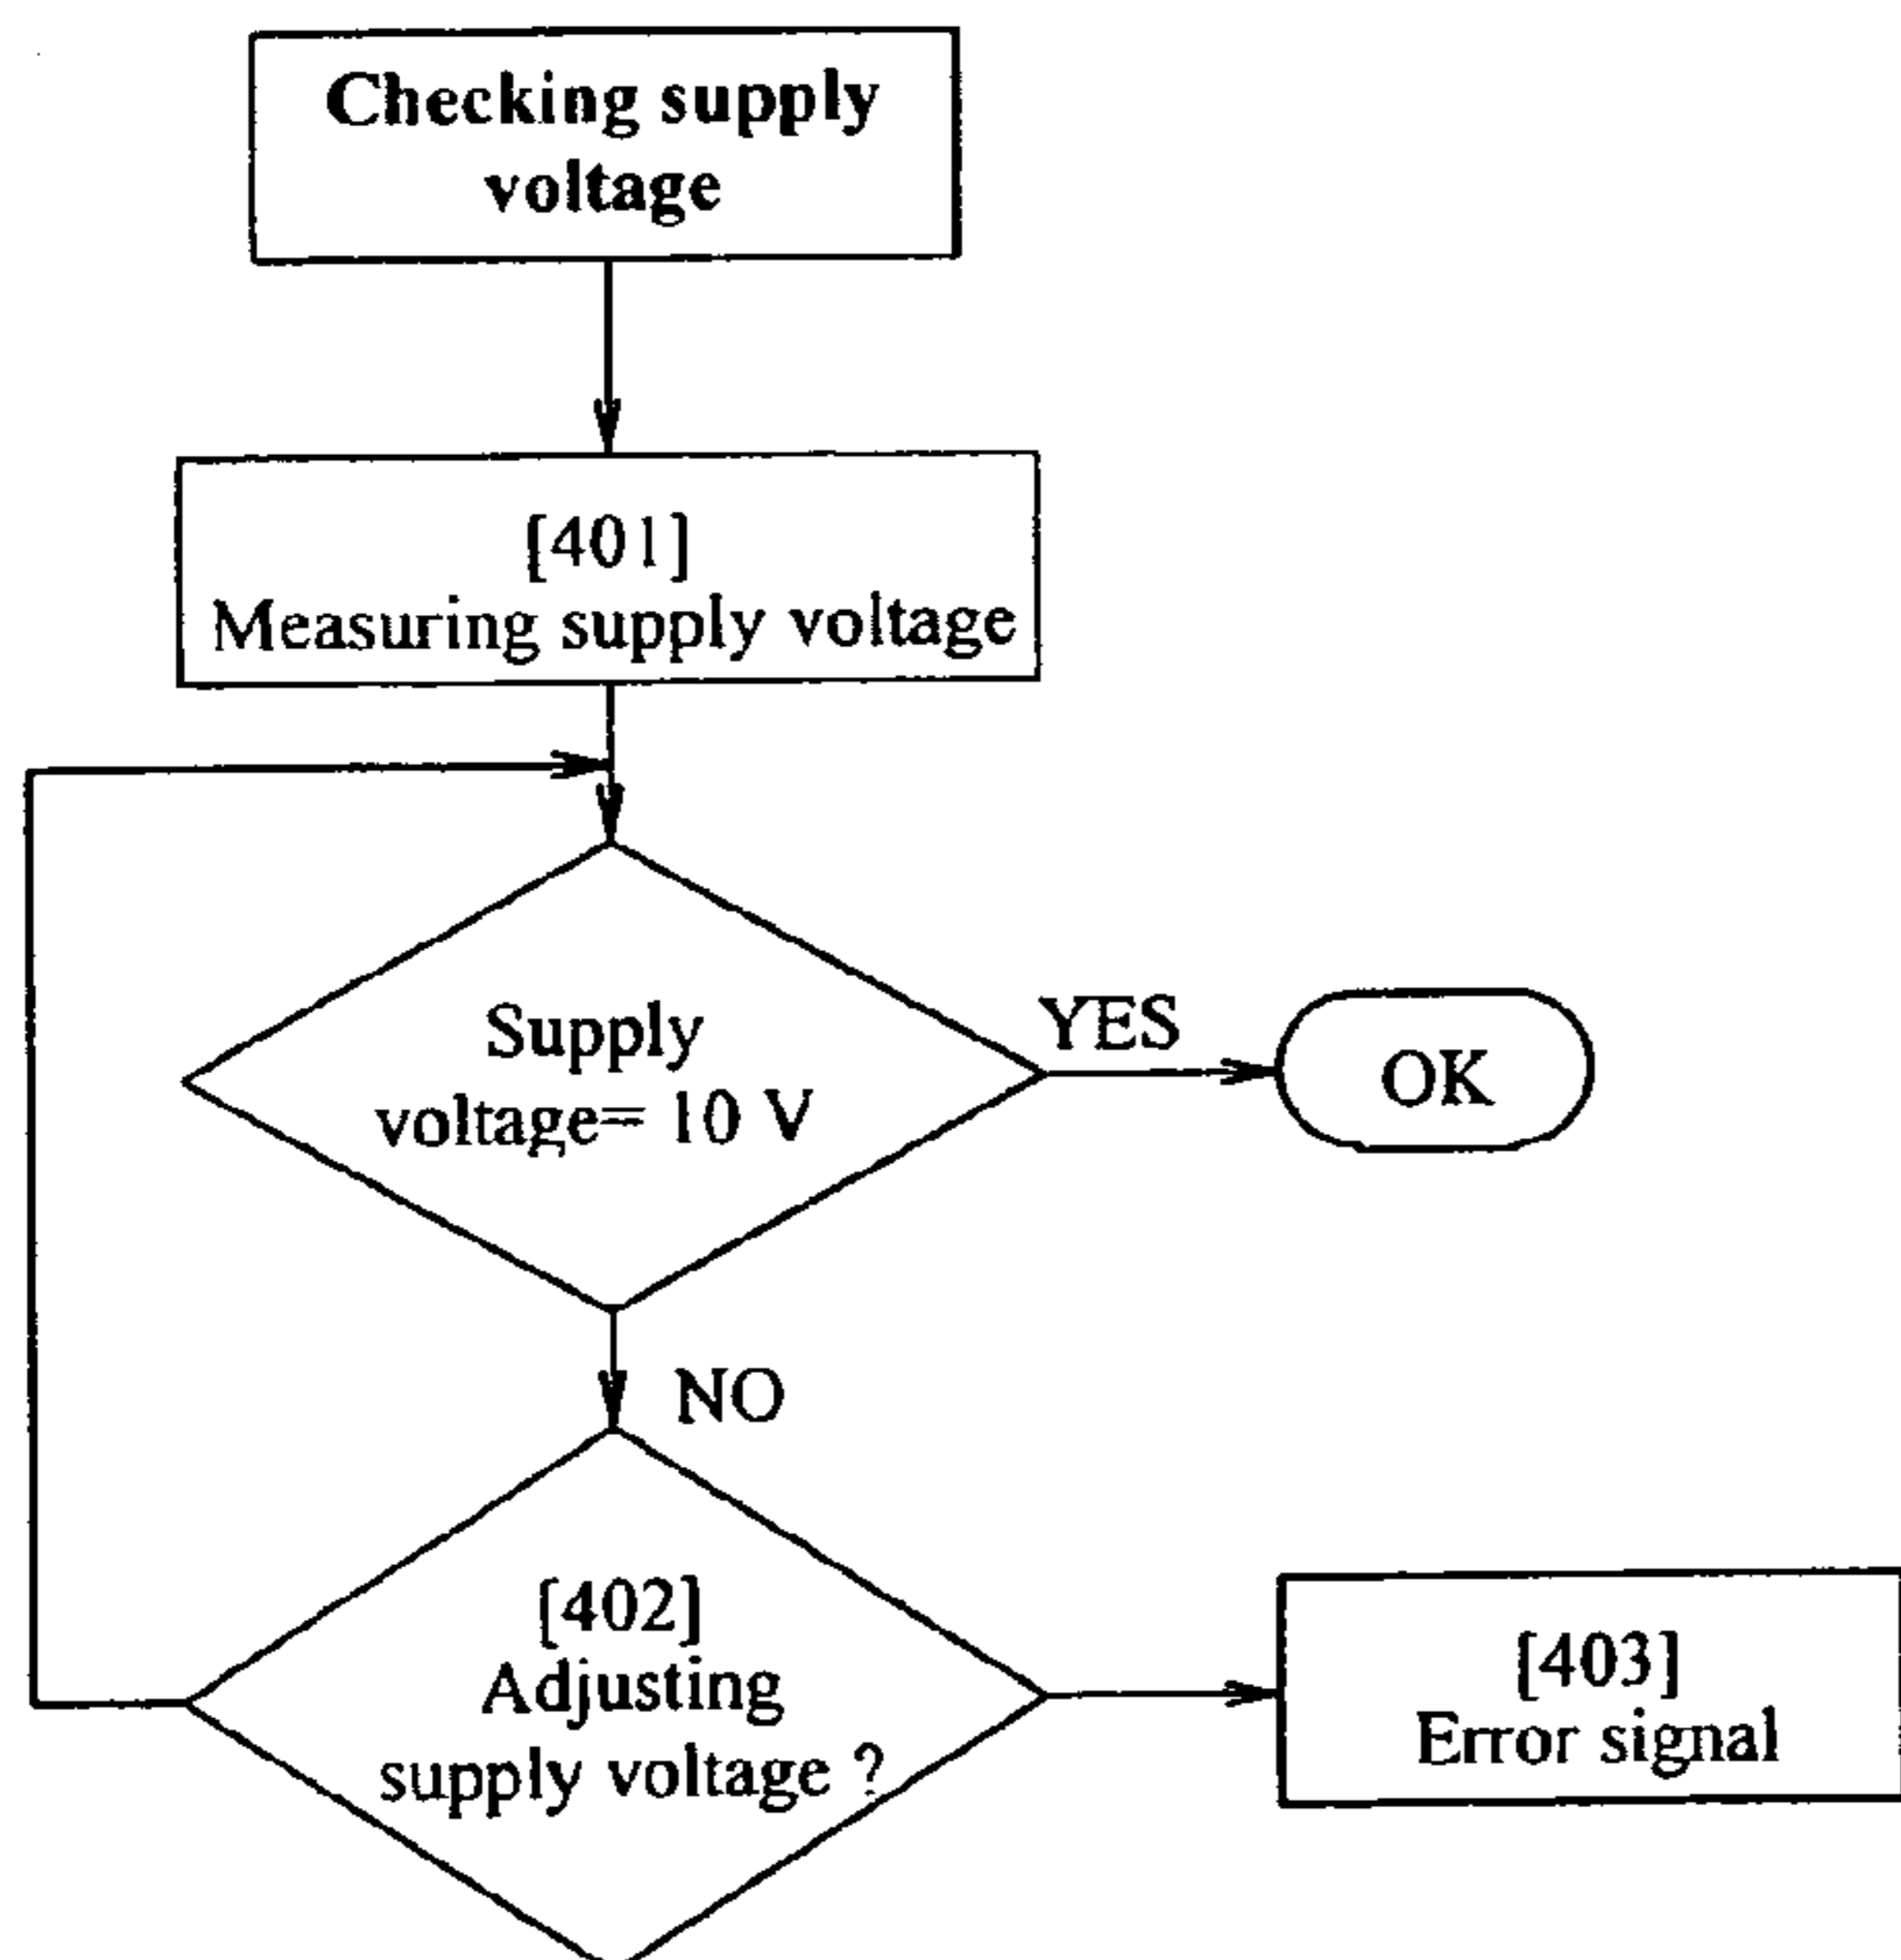 Checking supply
voltage
[401]
Measuring supply voltage
Supply
voltage= 10 V
YES
OK
NO
[402]
Adjusting
supply voltage ?
[403]
Error signal